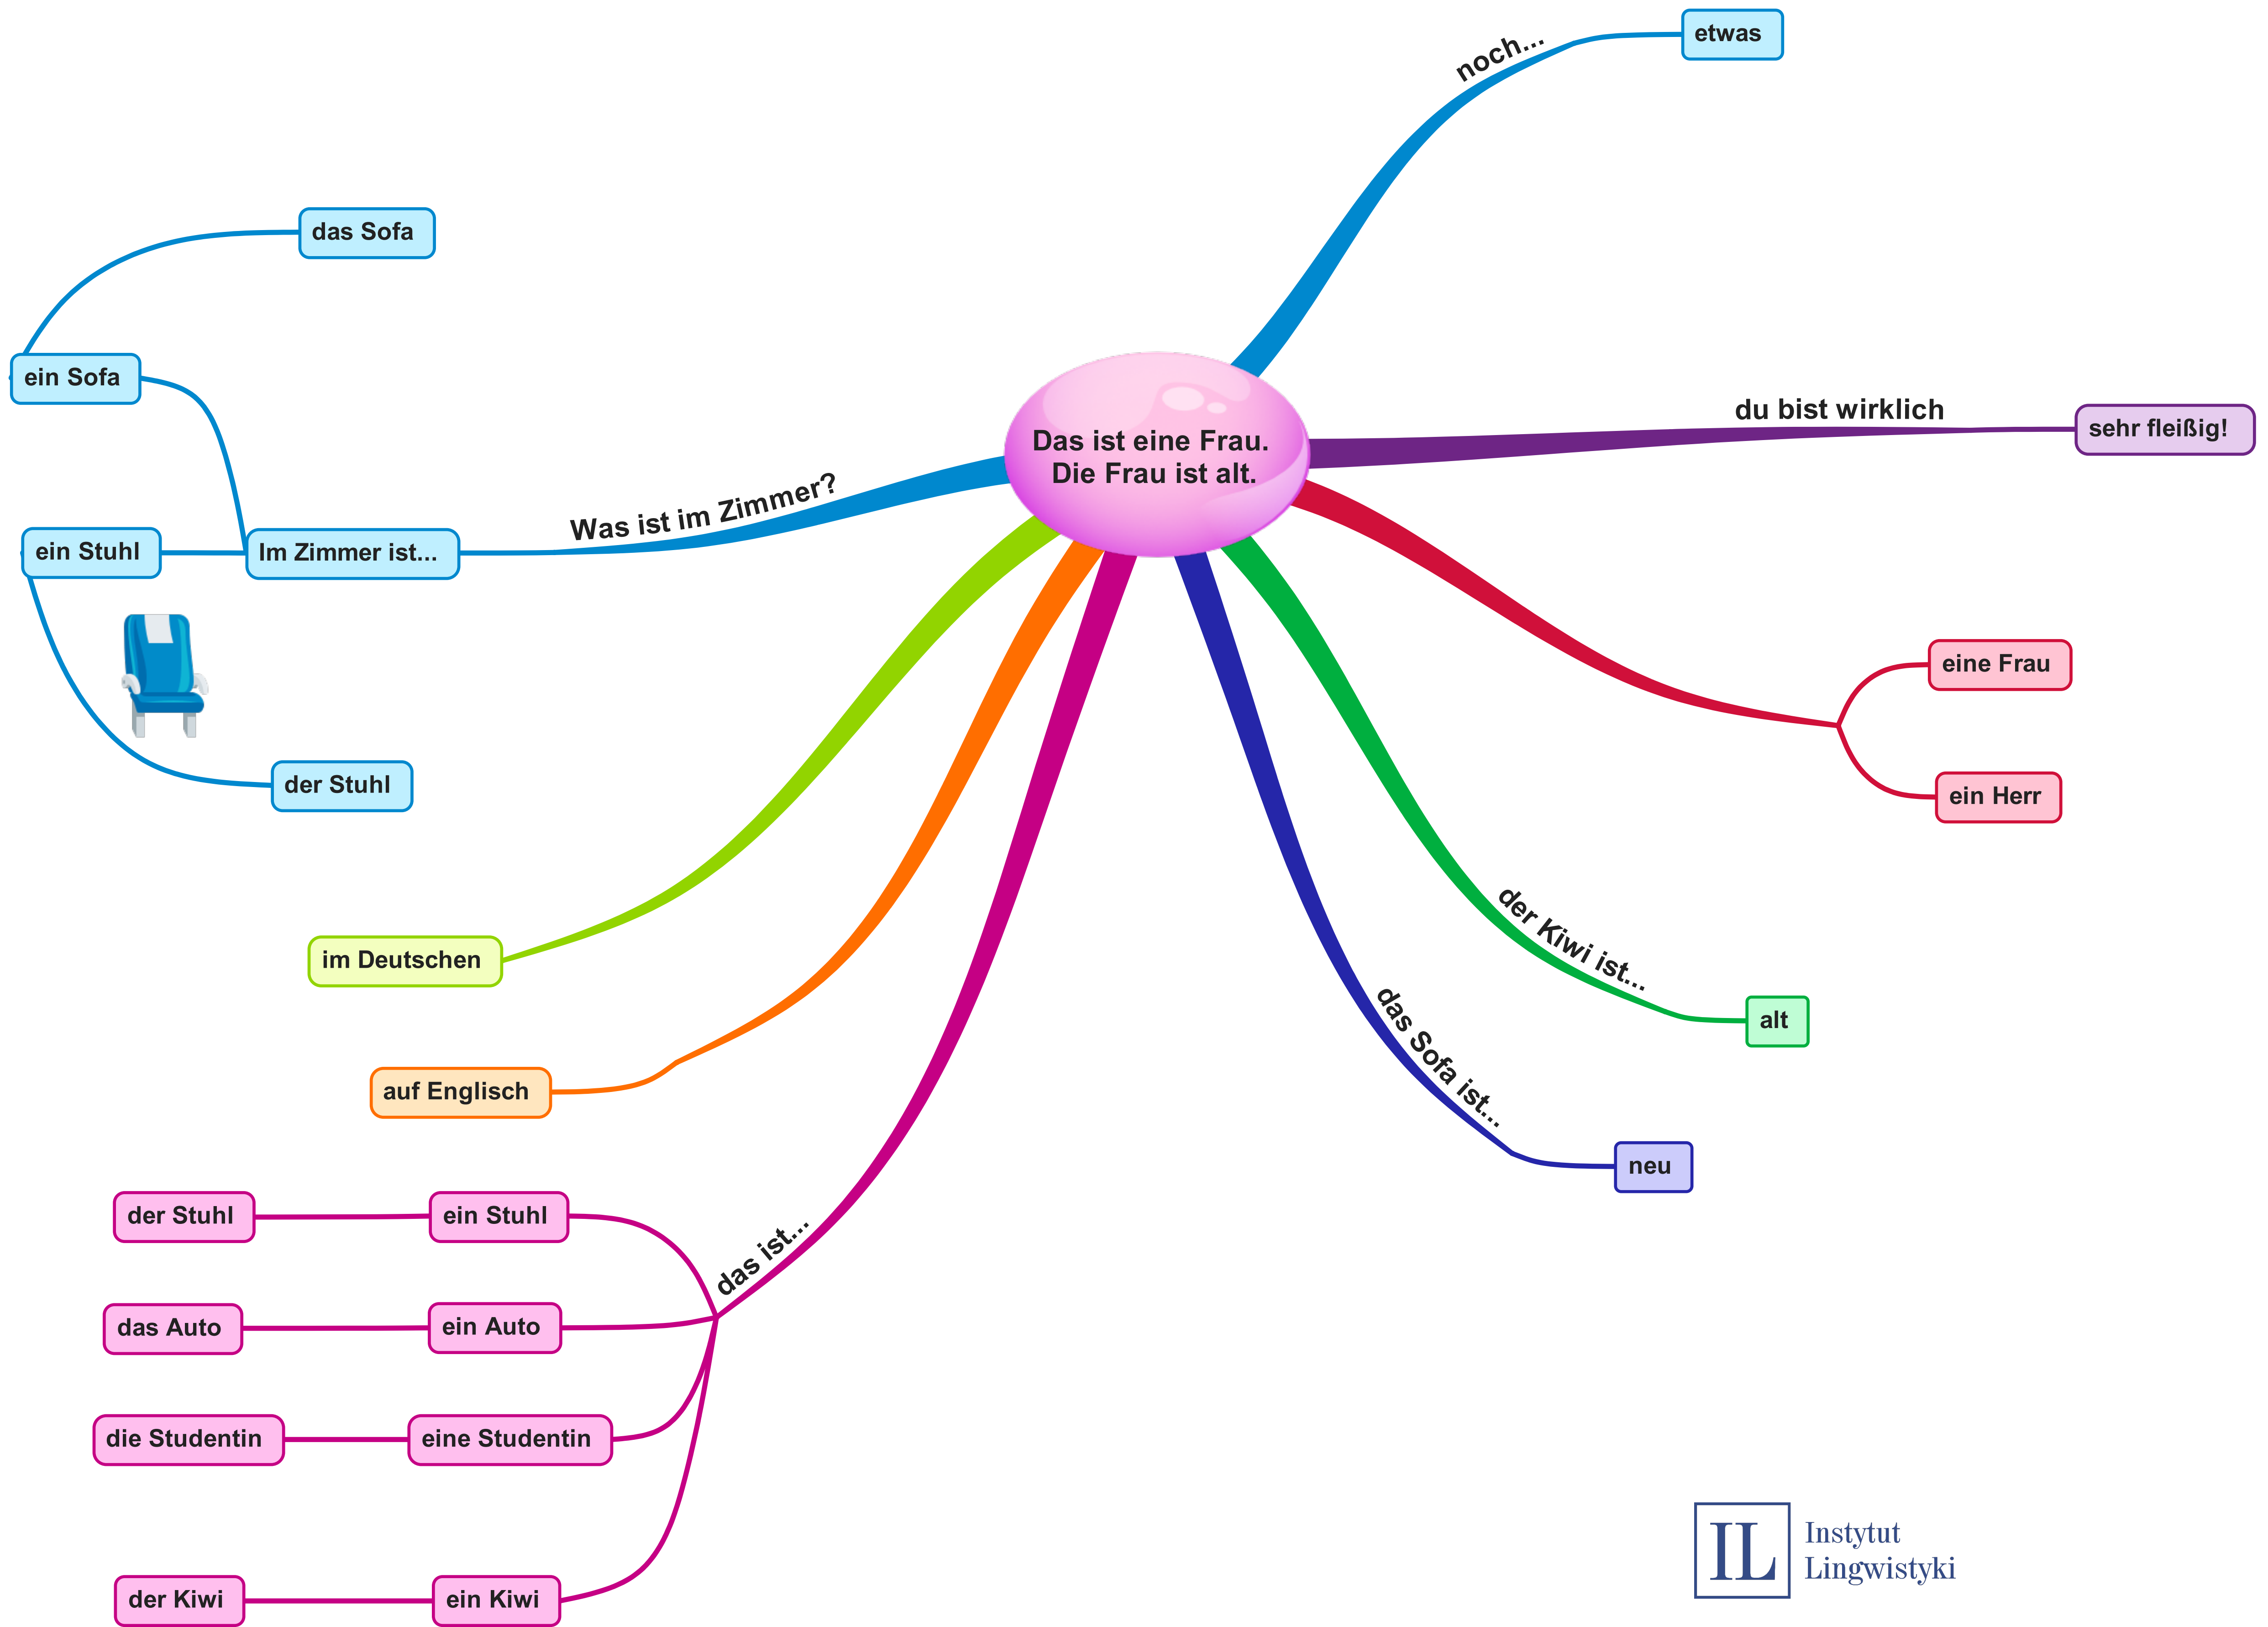 Das ist eine Frau.
Die Frau ist alt.
noch...
etwas
du bist wirklich
sehr fleißig!
eine Frau
ein Herr
der Kiwi ist...
alt
das Sofa ist...
neu
das ist...
ein Stuhl
der Stuhl
ein Auto
das Auto
eine Studentin
die Studentin
ein Kiwi
der Kiwi
auf Englisch
im Deutschen
Was ist im Zimmer?
Im Zimmer ist...
ein Sofa
das Sofa
ein Stuhl
der Stuhl
IL
Instytut
Lingwistyki